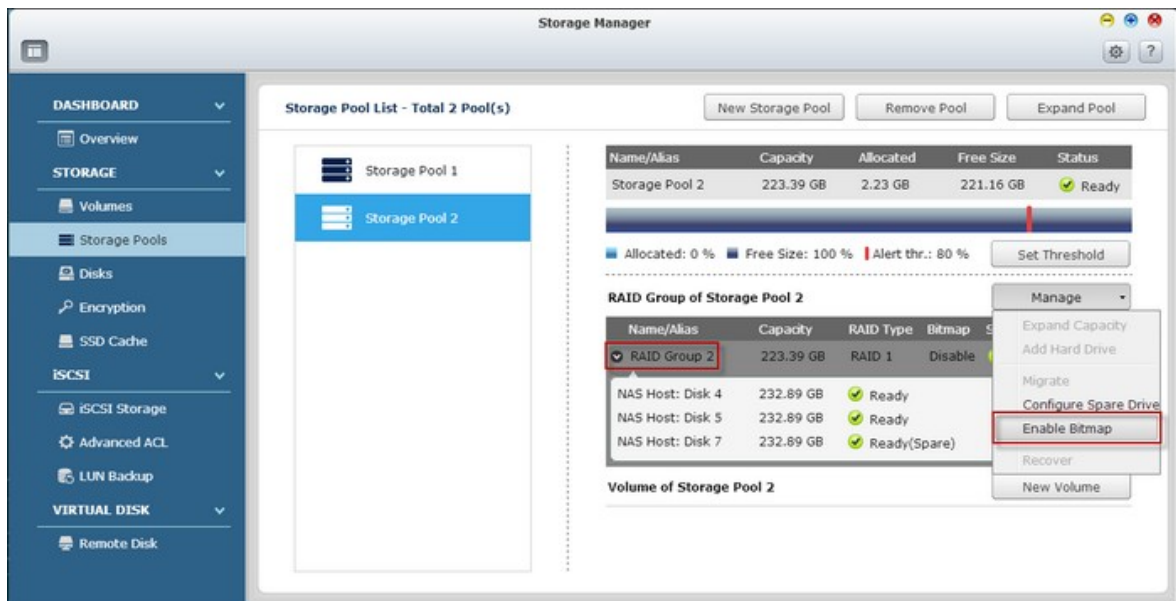 Storage Manager
?
DASHBOARD
Overview
STORAGE
Volumes
Storage Pools
Disks
Encryption
SSD Cache
iSCSI
iSCSI Storage
Advanced ACL
LUN Backup
VIRTUAL DISK
Remote Disk
Storage Pool List - Total 2 Pool(s)
New Storage Pool
Remove Pool
Expand Pool
Storage Pool 1
Storage Pool 2
Name/Alias Capacity Allocated Free Size Status
Storage Pool 2 223.39 GB 2.23 GB 221.16 GB Ready
Allocated: 0 % Free Size: 100 % Alert thr.: 80 % Set Threshold
RAID Group of Storage Pool 2 Manage
Name/Alias Capacity RAID Type Bitmap S
RAID Group 2 223.39 GB RAID 1 Disable
NAS Host: Disk 4 232.89 GB Ready
NAS Host: Disk 5 232.89 GB Ready
NAS Host: Disk 7 232.89 GB Ready(Spare)
Expand Capacity
Add Hard Drive
Migrate
Configure Spare Drive
Enable Bitmap
Recover
Volume of Storage Pool 2 New Volume